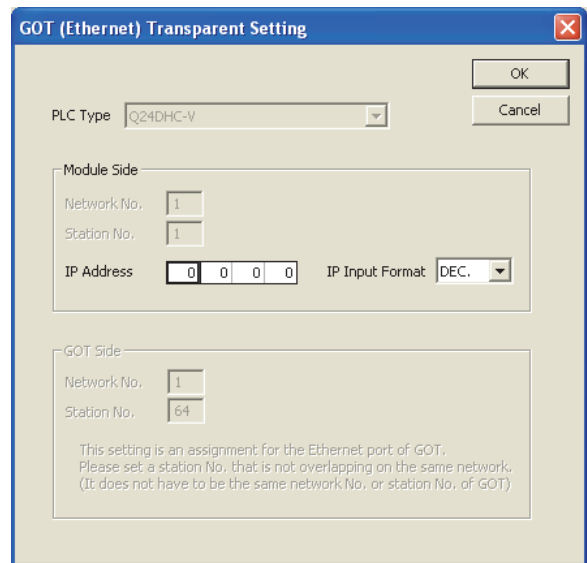 GOT (Ethernet) Transparent Setting
OK
PLC Type Q24DHC-V
Cancel
Module Side
Network No. 1
Station No. 1
IP Address 0 0 0 0 IP Input Format DEC.
GOT Side
Network No. 1
Station No. 64
This setting is an assignment for the Ethernet port of GOT.
Please set a station No. that is not overlapping on the same network.
(It does not have to be the same network No. or station No. of GOT)